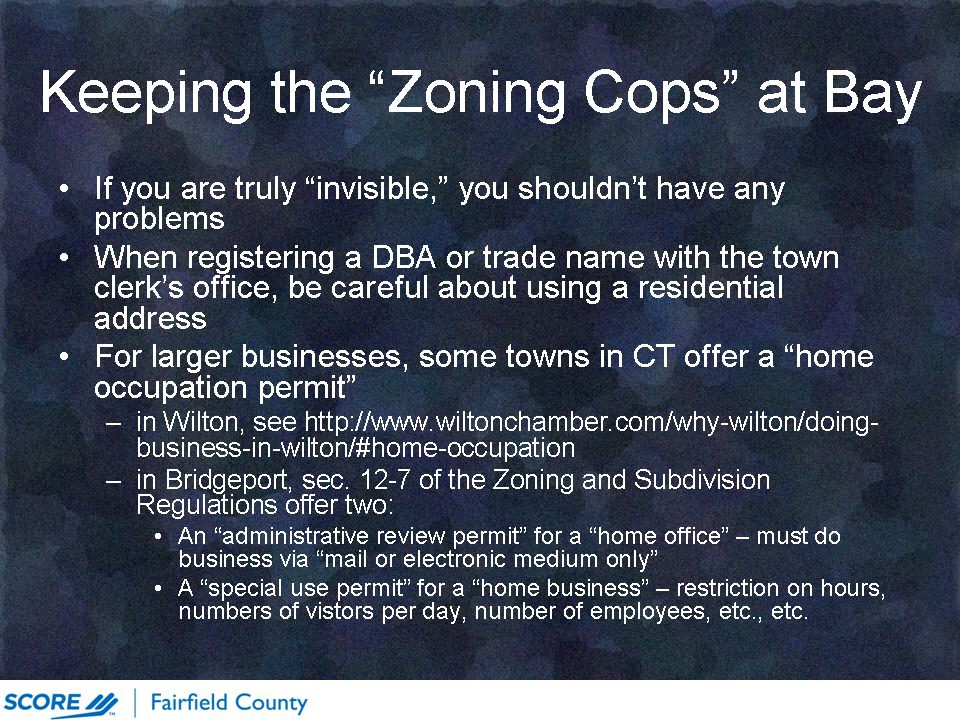 Keeping the “Zoning Cops” at Bay
• If you are truly “invisible,” you shouldn’t have any
problems
• When registering a DBA or trade name with the town
clerk’s office, be careful about using a residential
address
• For larger businesses, some towns in CT offer a “home
occupation permit”
– in Wilton, see http://www.wiltonchamber.com/why-wilton/doing-
business-in-wilton/#home-occupation
– in Bridgeport, sec. 12-7 of the Zoning and Subdivision
Regulations offer two:
• An “administrative review permit” for a “home office” – must do
business via “mail or electronic medium only”
• A “special use permit” for a “home business” – restriction on hours,
numbers of vistors per day, number of employees, etc., etc.
SCORE | Fairfield County